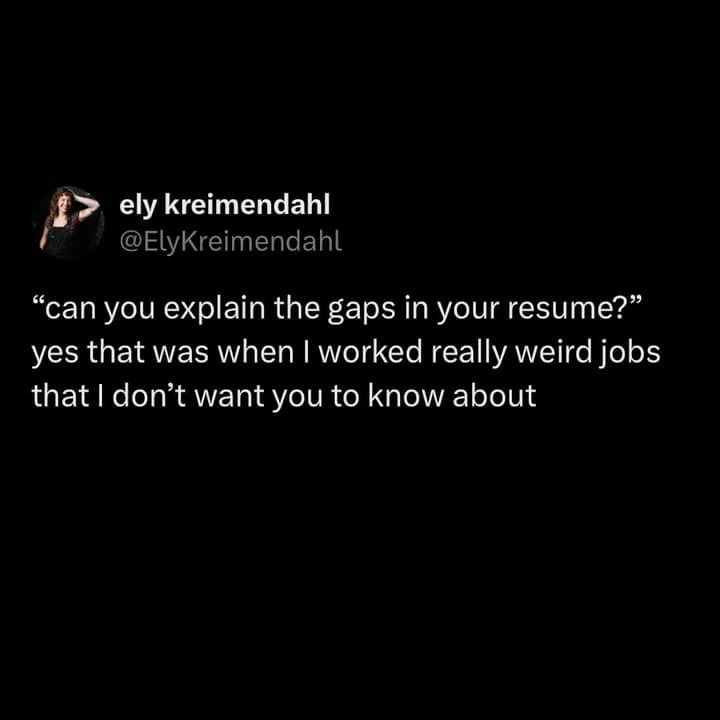 ely kreimendahl
@ElyKreimendahl
“can you explain the gaps in your resume?”
yes that was when I worked really weird jobs
that I don’t want you to know about